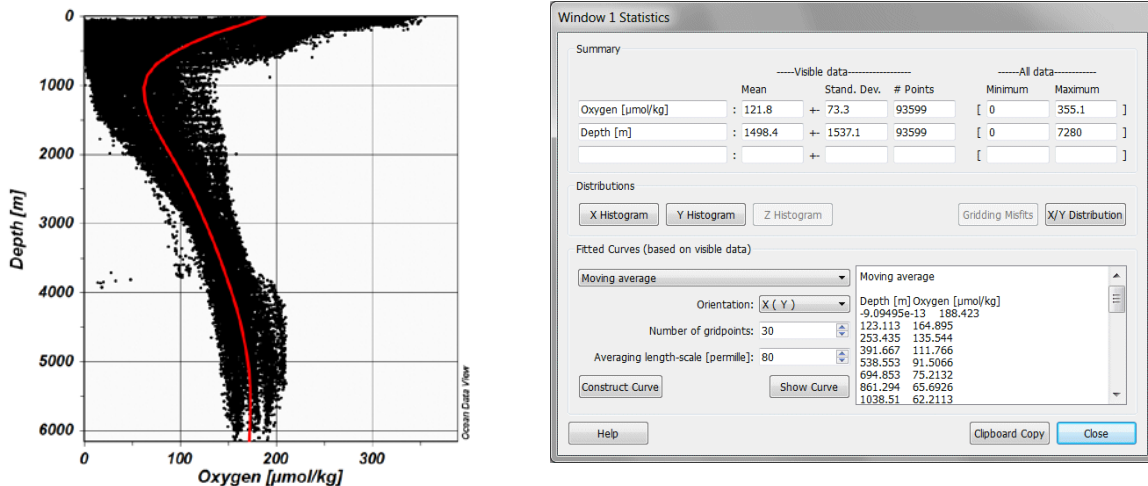 0
1000
2000
3000
4000
5000
6000
Depth [m]
0 100 200 300
Oxygen [μmol/kg]
Ocean Data View
Window 1 Statistics
Summary
-----Visible data------------------ -----All data------------
Mean Stand. Dev. # Points Minimum Maximum
Oxygen [μmol/kg] : 121.8 +- 73.3 93599 [ 0 355.1 ]
Depth [m] : 1498.4 +- 1537.1 93599 [ 0 7280 ]
: +- [ ]
Distributions
X Histogram Y Histogram Z Histogram Gridding Misfits X/Y Distribution
Fitted Curves (based on visible data)
Moving average
Orientation: X ( Y )
Number of gridpoints: 30
Averaging length-scale [permille]: 80
Construct Curve Show Curve
Moving average
Depth [m] Oxygen [μmol/kg]
-9.09495e-13 188.423
123.113 164.895
253.435 135.544
391.667 111.766
538.553 91.5066
694.853 75.2132
861.294 65.6926
1038.51 62.2113
Help Clipboard Copy Close